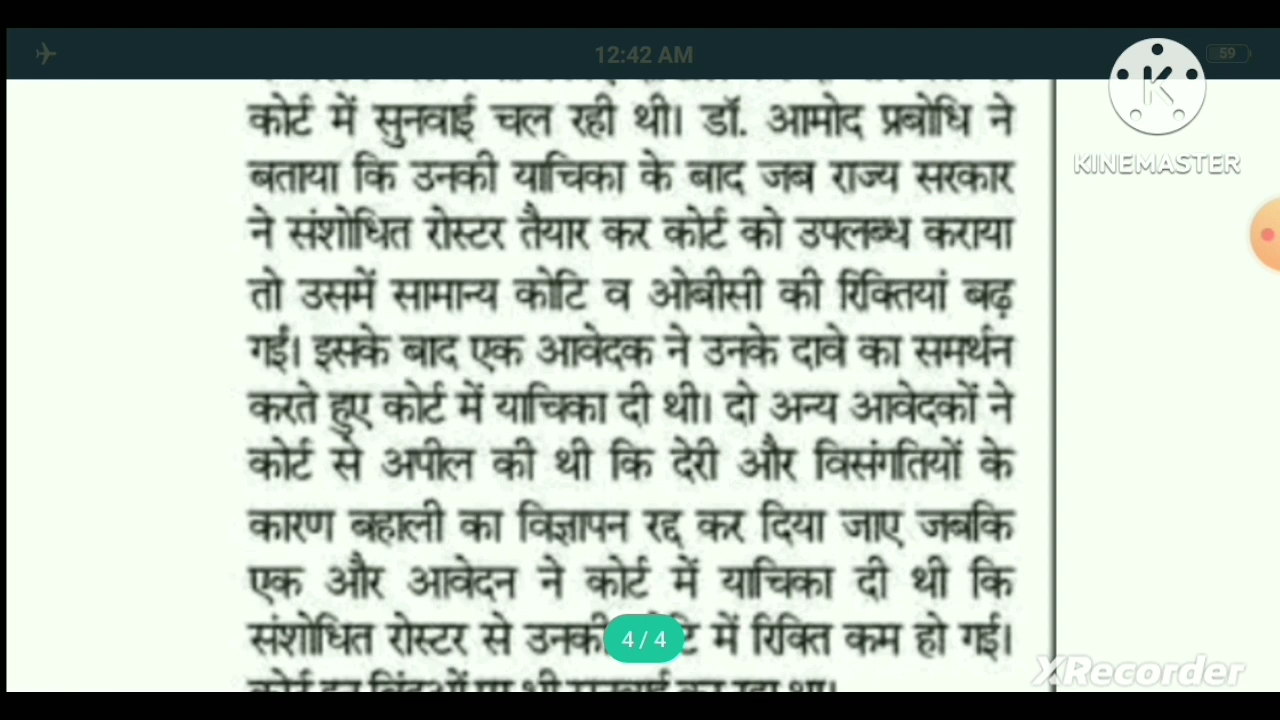 12:42 AM
59
K
KINEMASTER
कोर्ट में सुनवाई चल रही थी। डॉ. आमोद प्रबोधि ने
बताया कि उनकी याचिका के बाद जब राज्य सरकार
ने संशोधित रोस्टर तैयार कर कोर्ट को उपलब्ध कराया
तो उसमें सामान्य कोटि व ओबीसी की रिक्तियां बढ़
गईं। इसके बाद एक आवेदक ने उनके दावे का समर्थन
करते हुए कोर्ट में याचिका दी थी। दो अन्य आवेदकों ने
कोर्ट से अपील की थी कि देरी और विसंगतियों के
कारण बहाली का विज्ञापन रद्द कर दिया जाए जबकि
एक और आवेदन ने कोर्ट में याचिका दी थी कि
संशोधित रोस्टर से उनकी में रिक्ति कम हो गई।
4 / 4
XRecorder